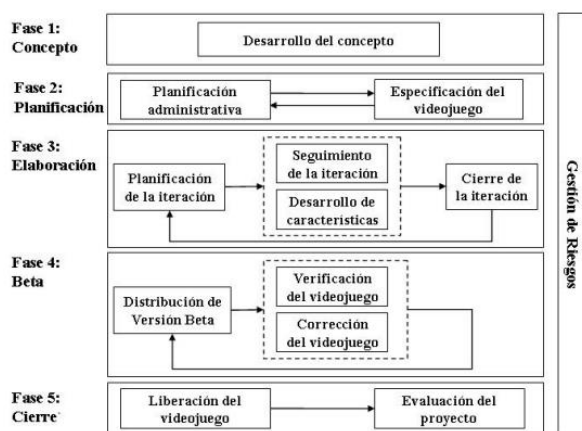 Fase 1:
Concepto
Desarrollo del concepto
Fase 2:
Planificación
Planificación
administrativa
Especificación del
videojuego
Fase 3:
Elaboración
Planificación
de la iteración
Seguimiento
de la iteración
Desarrollo de
características
Cierre de
la iteración
Fase 4:
Beta
Distribución de
Versión Beta
Verificación
del videojuego
Corrección
del videojuego
Fase 5:
Cierre
Liberación del
videojuego
Evaluación del
proyecto
Gestión de Riesgos